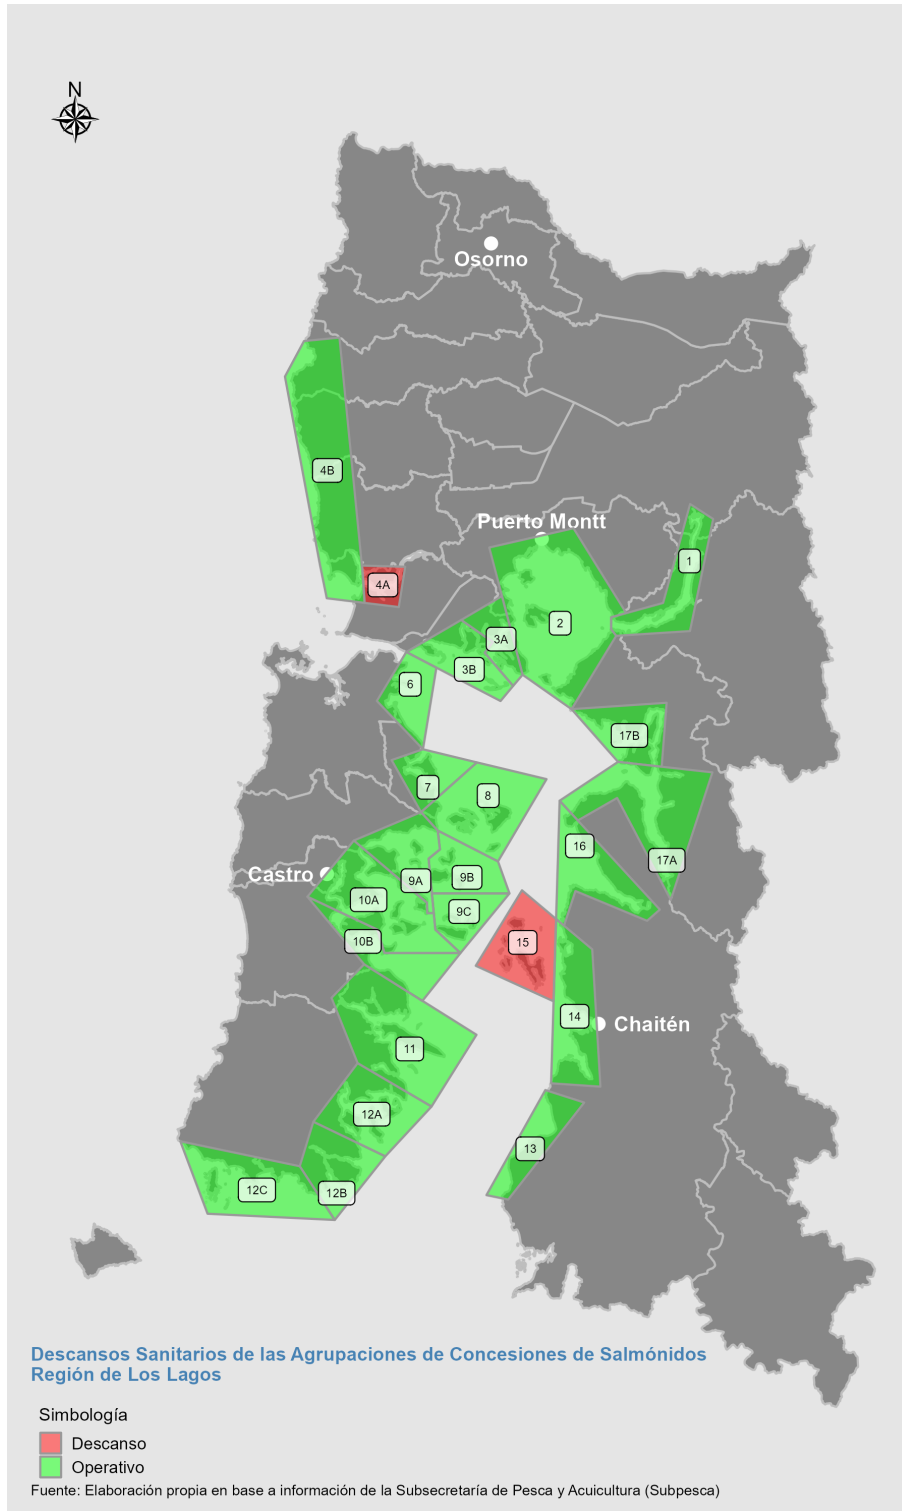 N
Osorno
4B
Puerto Montt
1
4A
2
3A
3B
6
17B
7
8
16
17A
Castro
9A
9B
10A
9C
10B
15
14
Chaitén
11
12A
13
12C
12B
Descansos Sanitarios de las Agrupaciones de Concesiones de Salmónidos
Región de Los Lagos
Simbología
Descanso
Operativo
Fuente: Elaboración propia en base a información de la Subsecretaría de Pesca y Acuicultura (Subpesca)